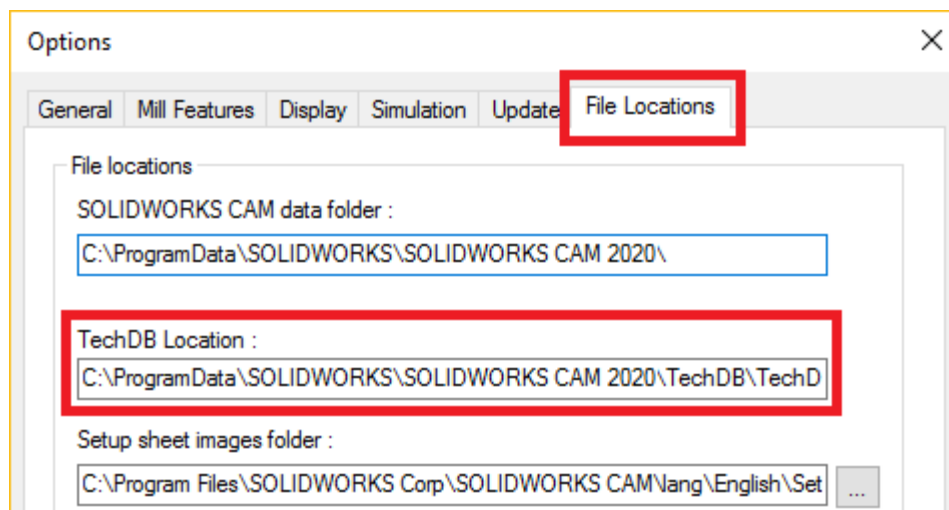 Options
General Mill Features Display Simulation Update File Locations
File locations
SOLIDWORKS CAM data folder :
C:\ProgramData\SOLIDWORKS\SOLIDWORKS CAM 2020\
TechDB Location :
C:\ProgramData\SOLIDWORKS\SOLIDWORKS CAM 2020\TechDB\TechD
Setup sheet images folder :
C:\Program Files\SOLIDWORKS Corp\SOLIDWORKS CAM\lang\English\Set ...